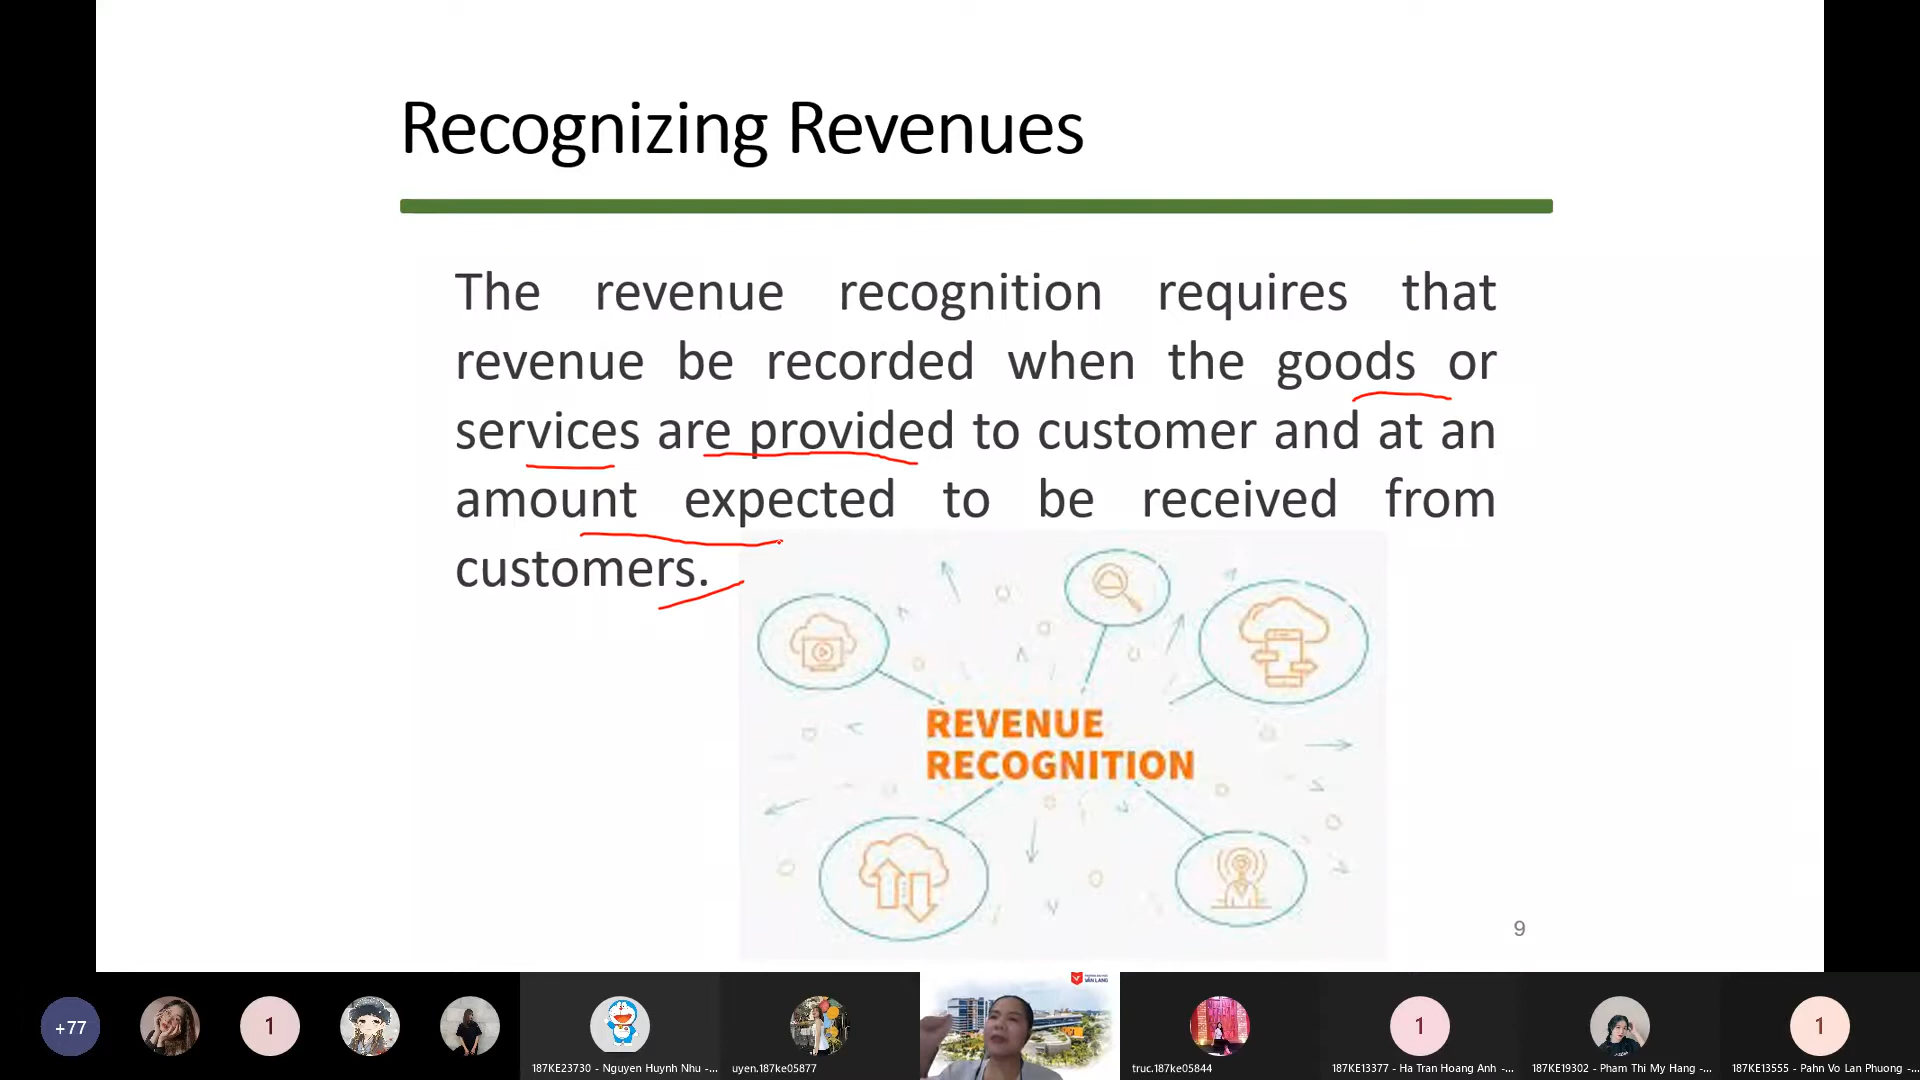 Recognizing Revenues
The revenue recognition requires that
revenue be recorded when the goods or
services are provided to customer and at an
amount expected to be received from
customers.
REVENUE
RECOGNITION
9
+77
1
187KE23730 - Nguyen Huynh Nhu -...
uyen.187ke05877
VĂN LANG
truc.187ke05844
1
187KE13377 - Ha Tran Hoang Anh -...
187KE19302 - Pham Thi My Hang -...
1
187KE13555 - Pahn Vo Lan Phuong -...